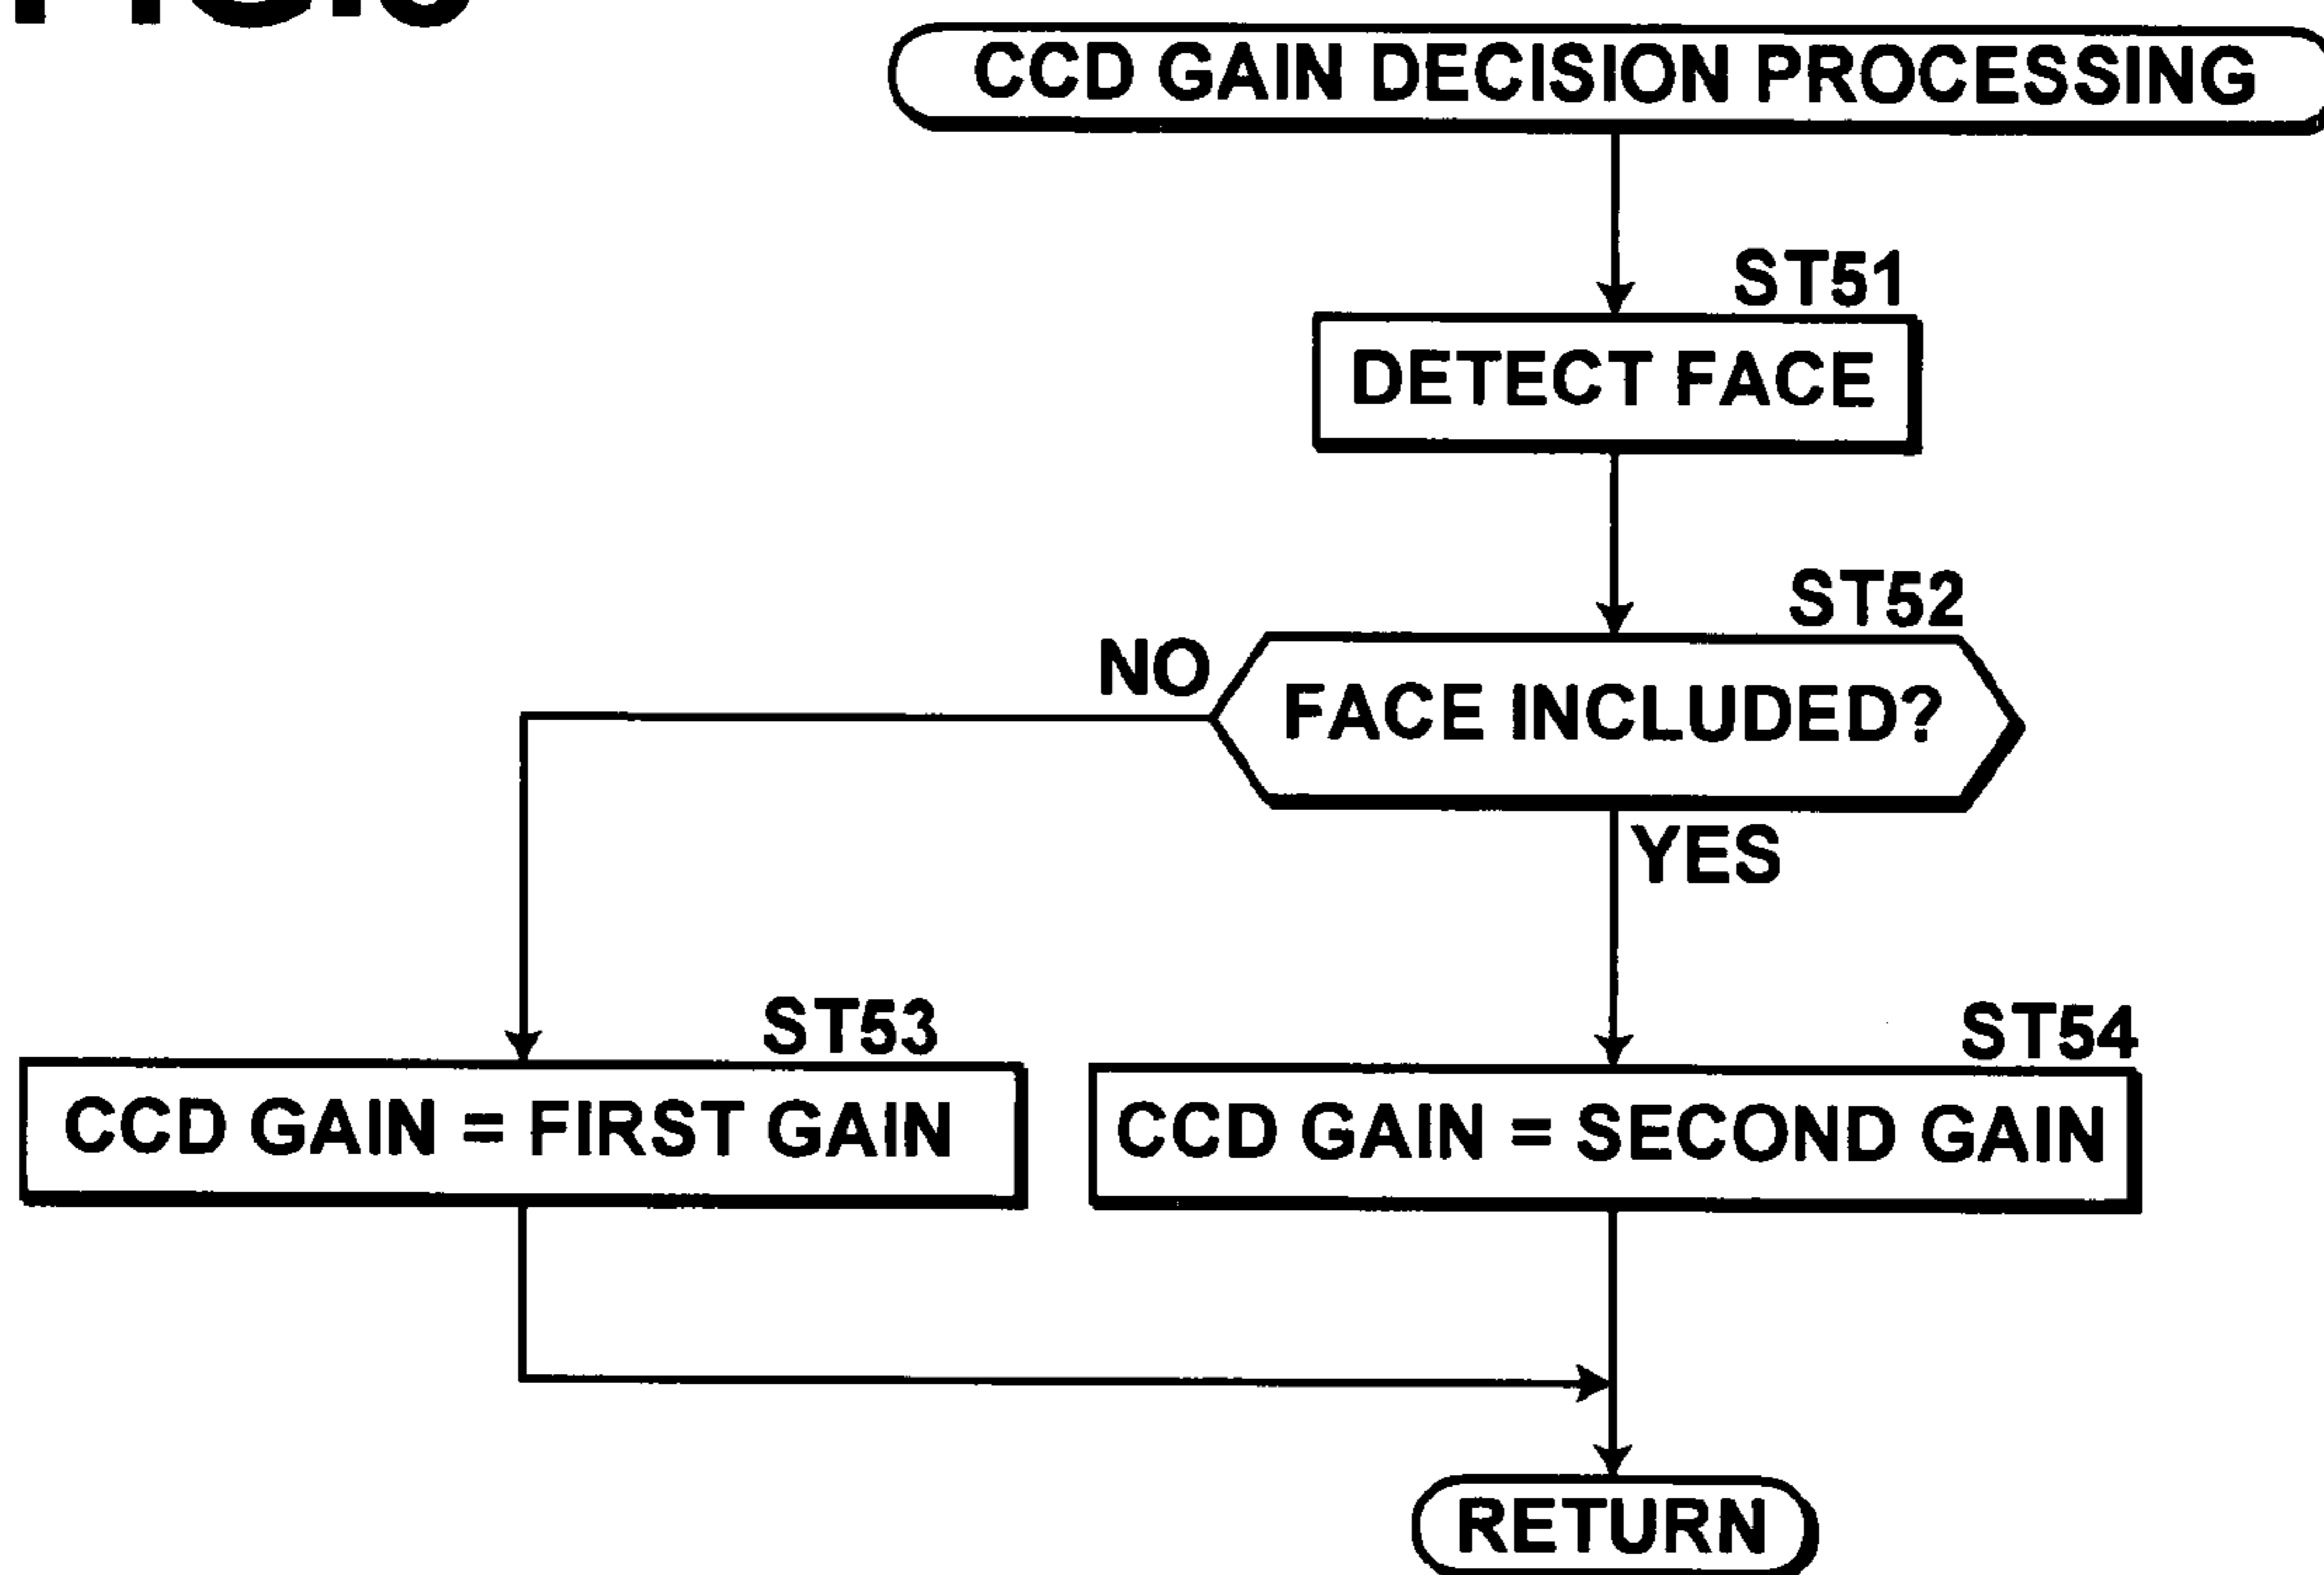 CCD GAIN DECISION PROCESSING
ST51
DETECT FACE
ST52
NO
FACE INCLUDED?
YES
ST53
ST54
CCD GAIN = FIRST GAIN
CCD GAIN = SECOND GAIN
RETURN